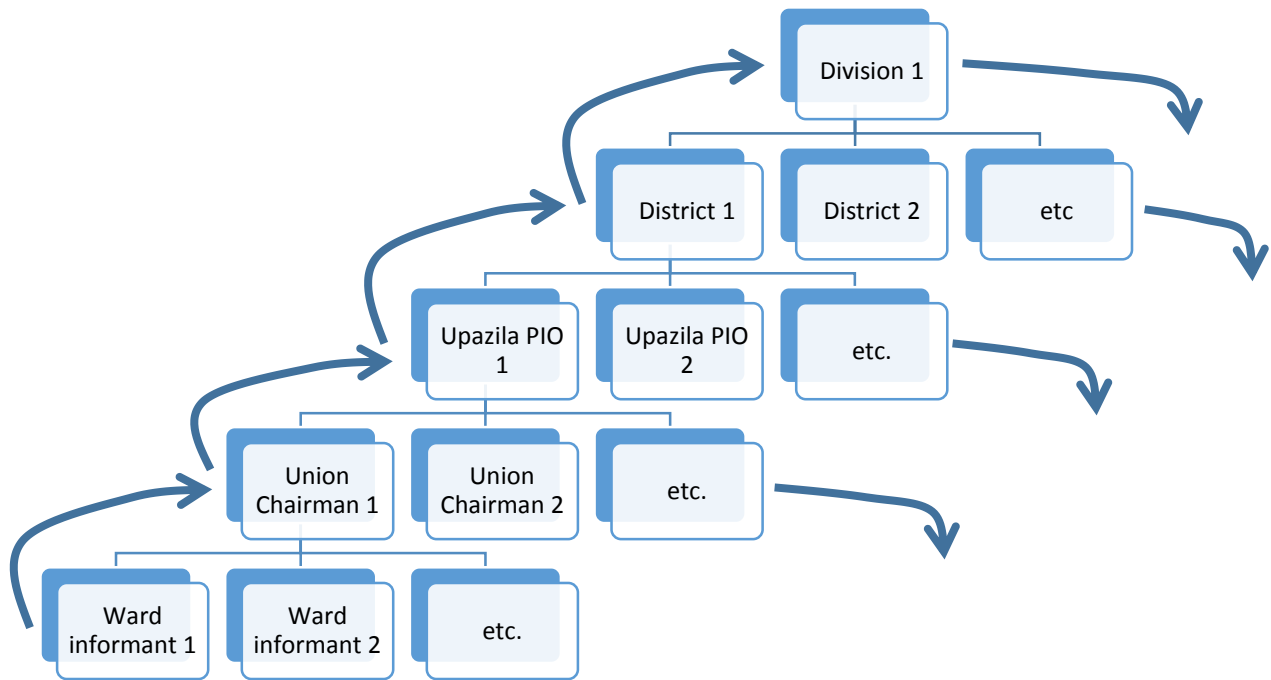 Division 1
District 1
District 2
etc
Upazila PIO
1
Upazila PIO
2
etc.
Union
Chairman 1
Union
Chairman 2
etc.
Ward
informant 1
Ward
informant 2
etc.